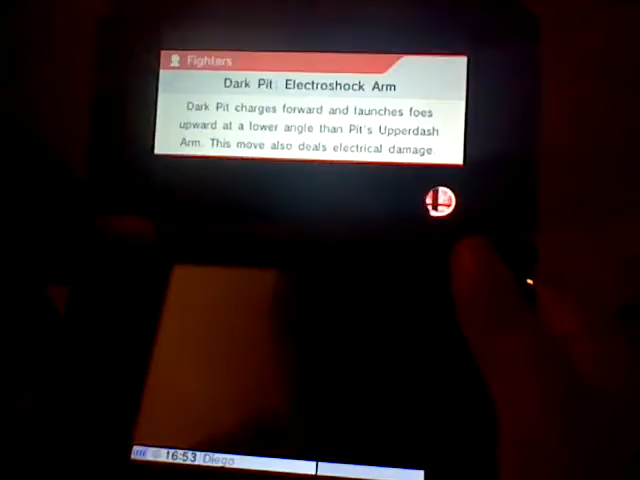 Fighters
Dark Pit: Electroshock Arm
Dark Pit charges forward and launches foes
upward at a lower angle than Pit's Upperdash
Arm. This move also deals electrical damage.
16:53 Diego